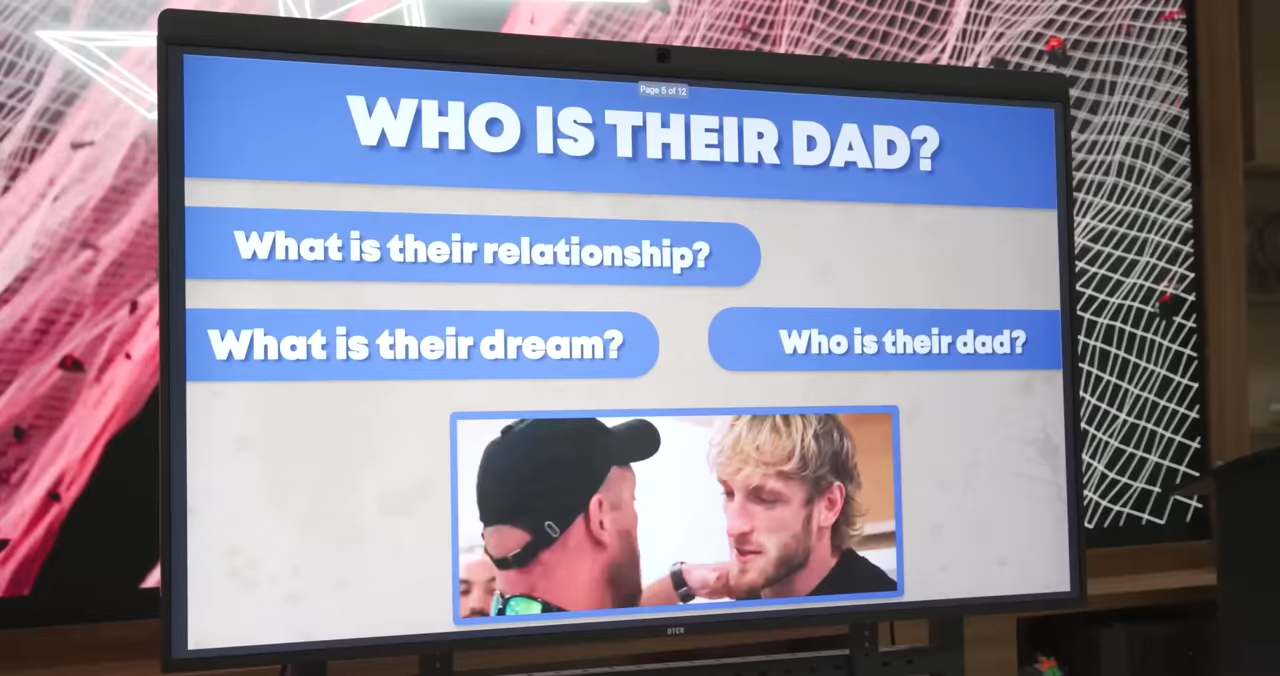 Page 5 of 12
WHO IS THEIR DAD?
What is their relationship?
What is their dream?
Who is their dad?